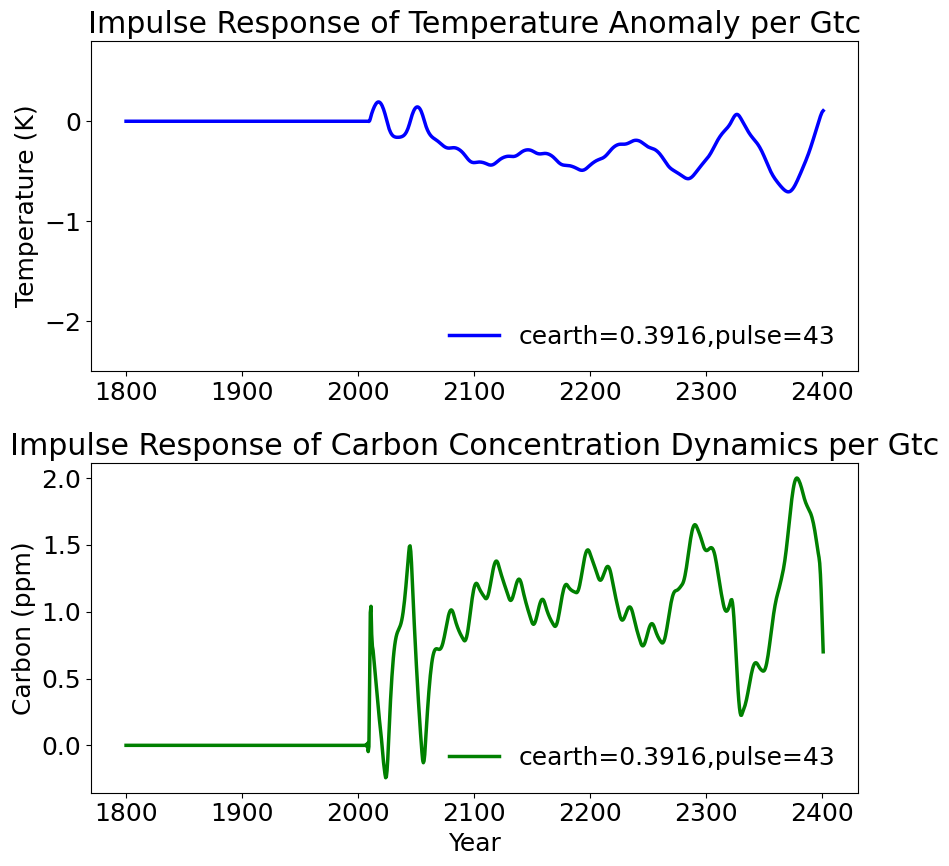 Impulse Response of Temperature Anomaly per Gtc
Temperature (K)
0
−1
−2
cearth=0.3916,pulse=43
1800 1900 2000 2100 2200 2300 2400
Impulse Response of Carbon Concentration Dynamics per Gtc
Carbon (ppm)
2.0
1.5
1.0
0.5
0.0
cearth=0.3916,pulse=43
1800 1900 2000 2100 2200 2300 2400
Year